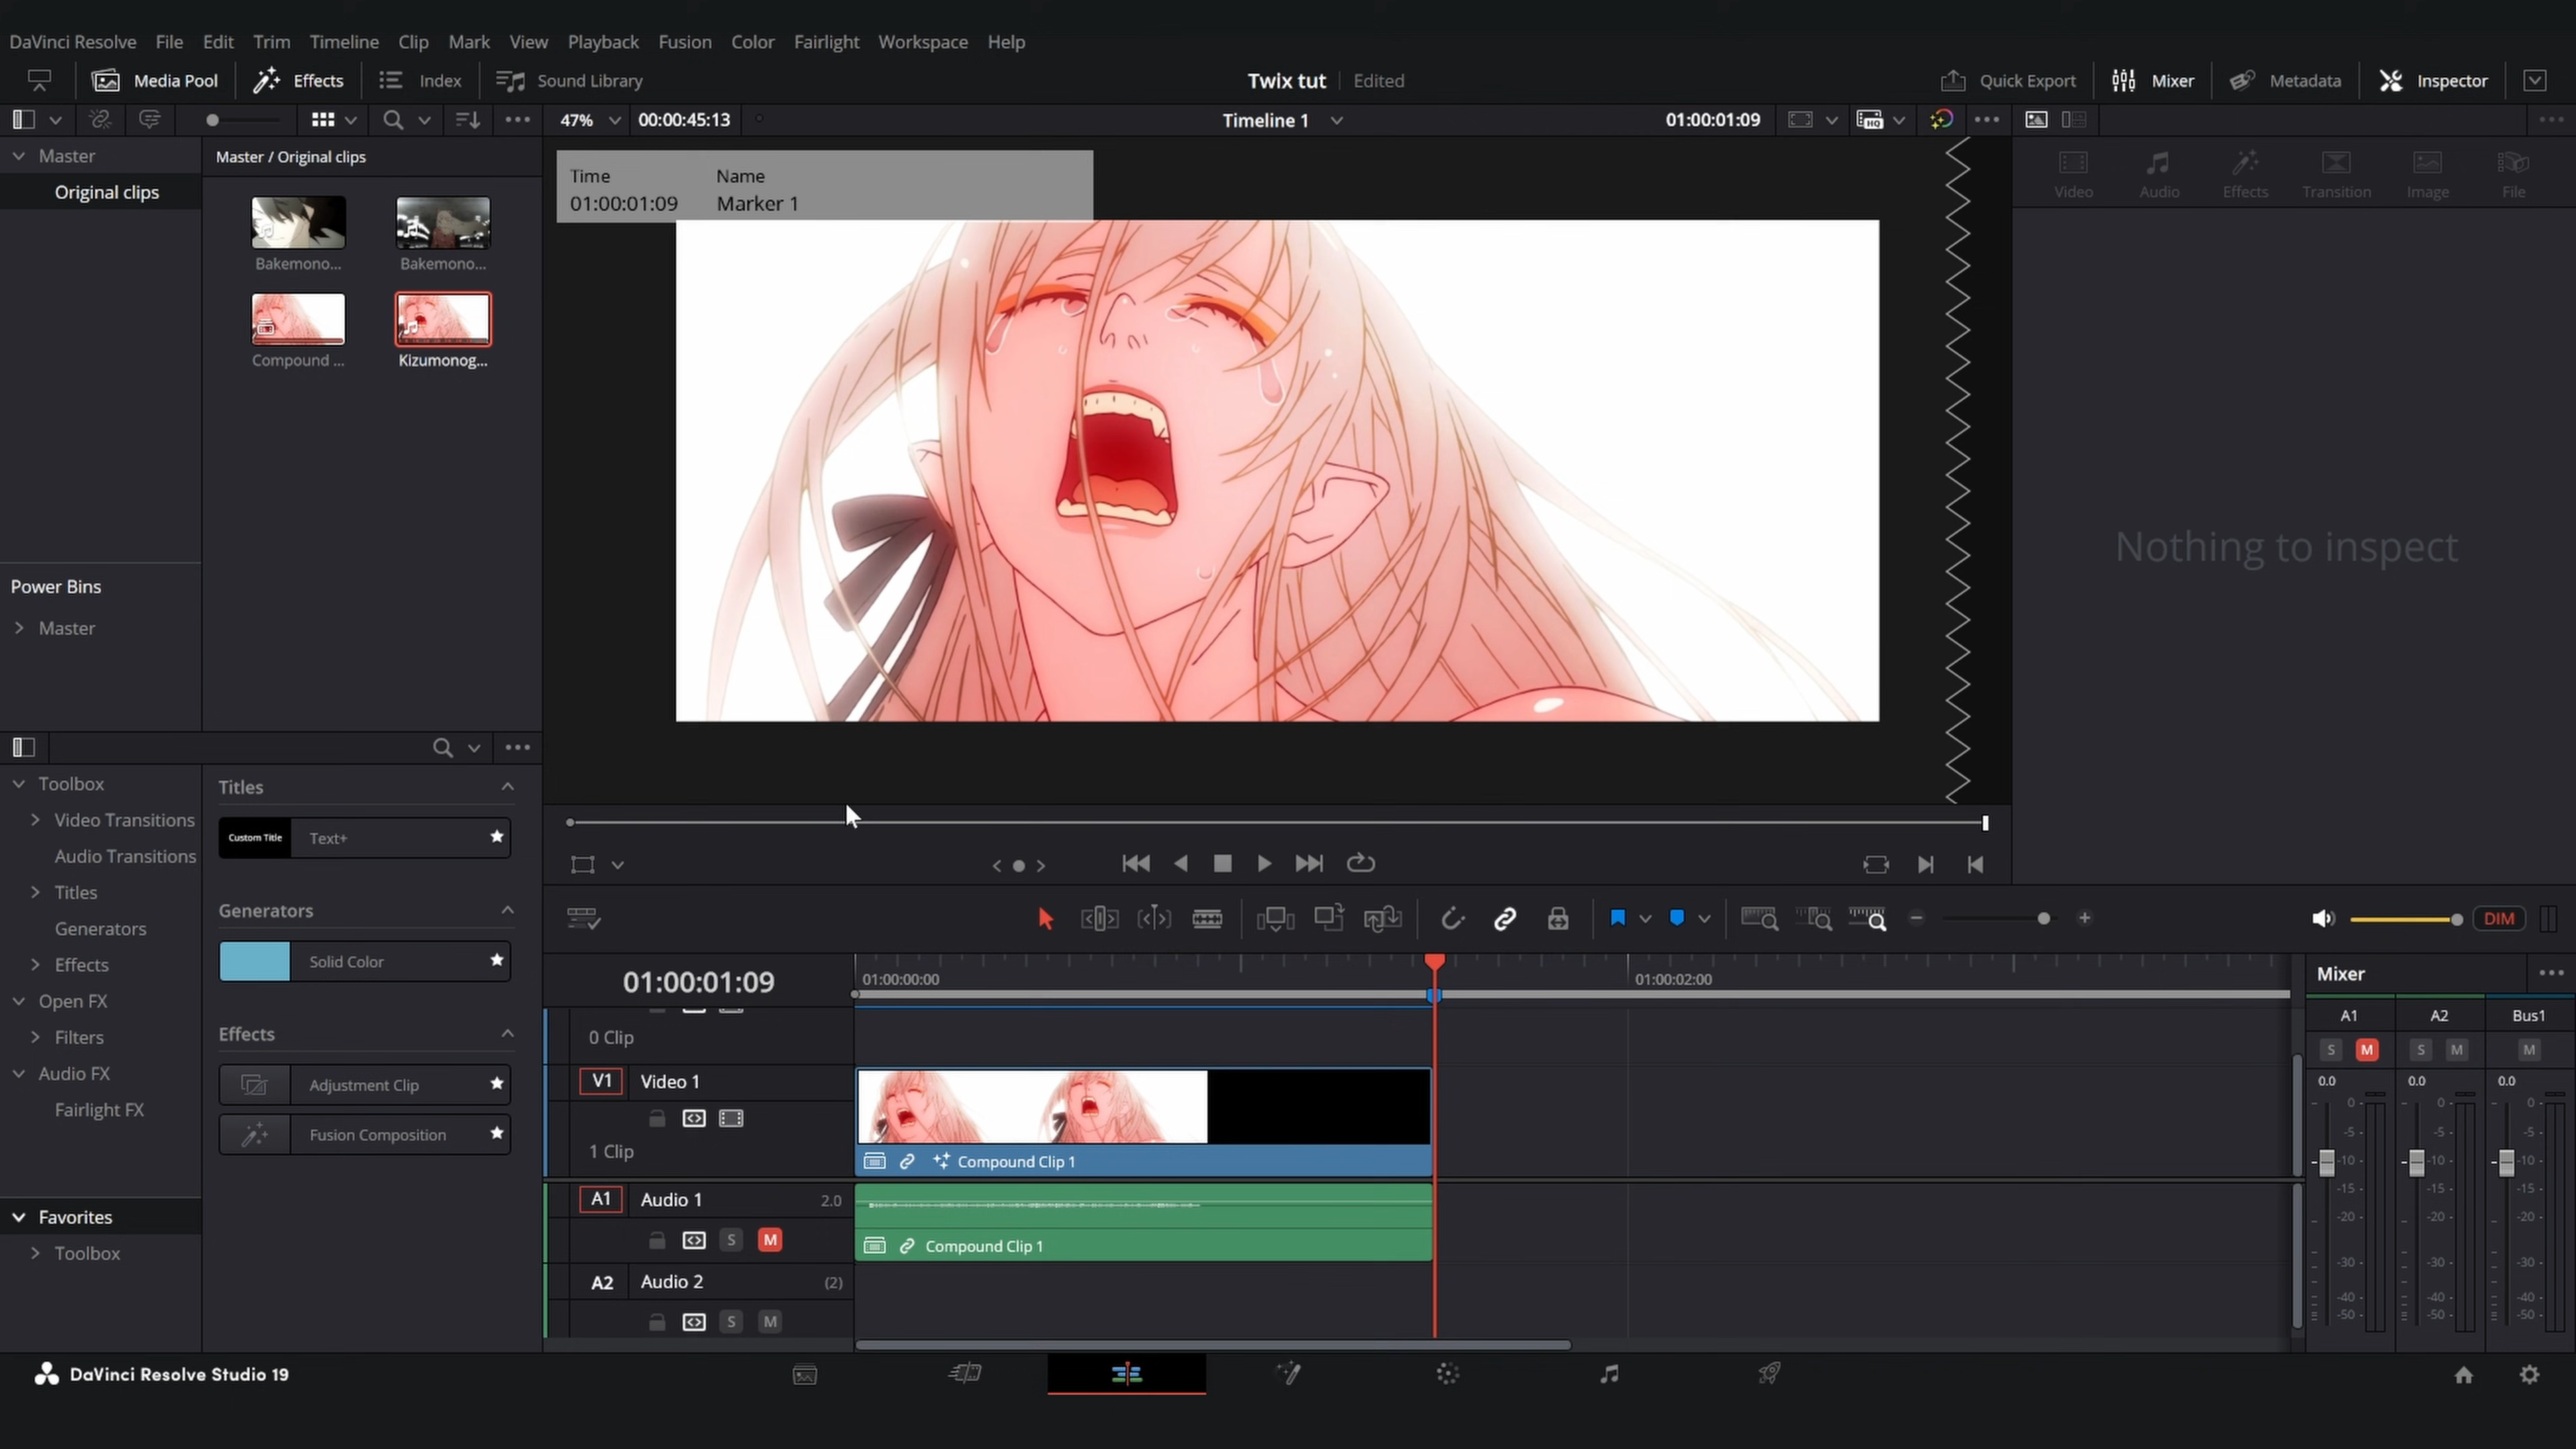 DaVinci Resolve File Edit Trim Timeline Clip Mark View Playback Fusion Color Fairlight Workspace Help
Media Pool Effects Index Sound Library Twix tut Edited Quick Export Mixer Metadata Inspector
47% 00:00:45:13 Timeline 1 01:00:01:09
Master
Original clips
Master / Original clips
Bakemono... Bakemono...
Compound ... Kizumonog...
Time Name
01:00:01:09 Marker 1
Video Audio Effects Transition Image File
Nothing to inspect
Power Bins
Master
Toolbox
Video Transitions
Audio Transitions
Titles
Generators
Effects
Open FX
Filters
Audio FX
Fairlight FX
Favorites
Toolbox
Titles
Custom Title Text+
Generators
Solid Color
Effects
Adjustment Clip
Fusion Composition
DIM
01:00:01:09
01:00:00:00 01:00:02:00
0 Clip
V1 Video 1
1 Clip
Compound Clip 1
A1 Audio 1 2.0
S M
Compound Clip 1
A2 Audio 2 (2)
S M
Mixer
A1 A2 Bus1
S M S M M
0.0 0.0 0.0
0- 0- 0-
-5- -5- -5-
-10- -10- -10-
-15- -15- -15-
-20- -20- -20-
-30- -30- -30-
-40- -40- -40-
-50- -50- -50-
DaVinci Resolve Studio 19